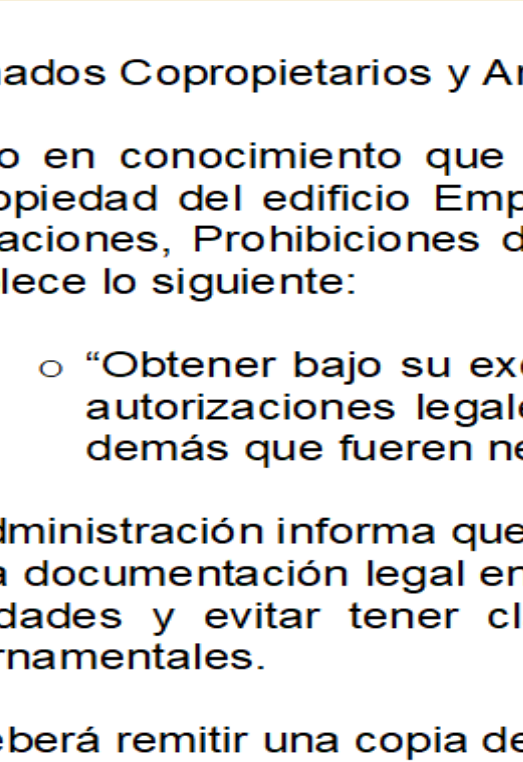 ados Copropietarios y
o en conocimiento que
opiedad del edificio Emp
aciones, Prohibiciones d
lece lo siguiente:
o “Obtener bajo su ex
autorizaciones legale
demás que fueren ne
dministración informa que
a documentación legal en
dades y evitar tener cl
rnamentales.
eberá remitir una copia de